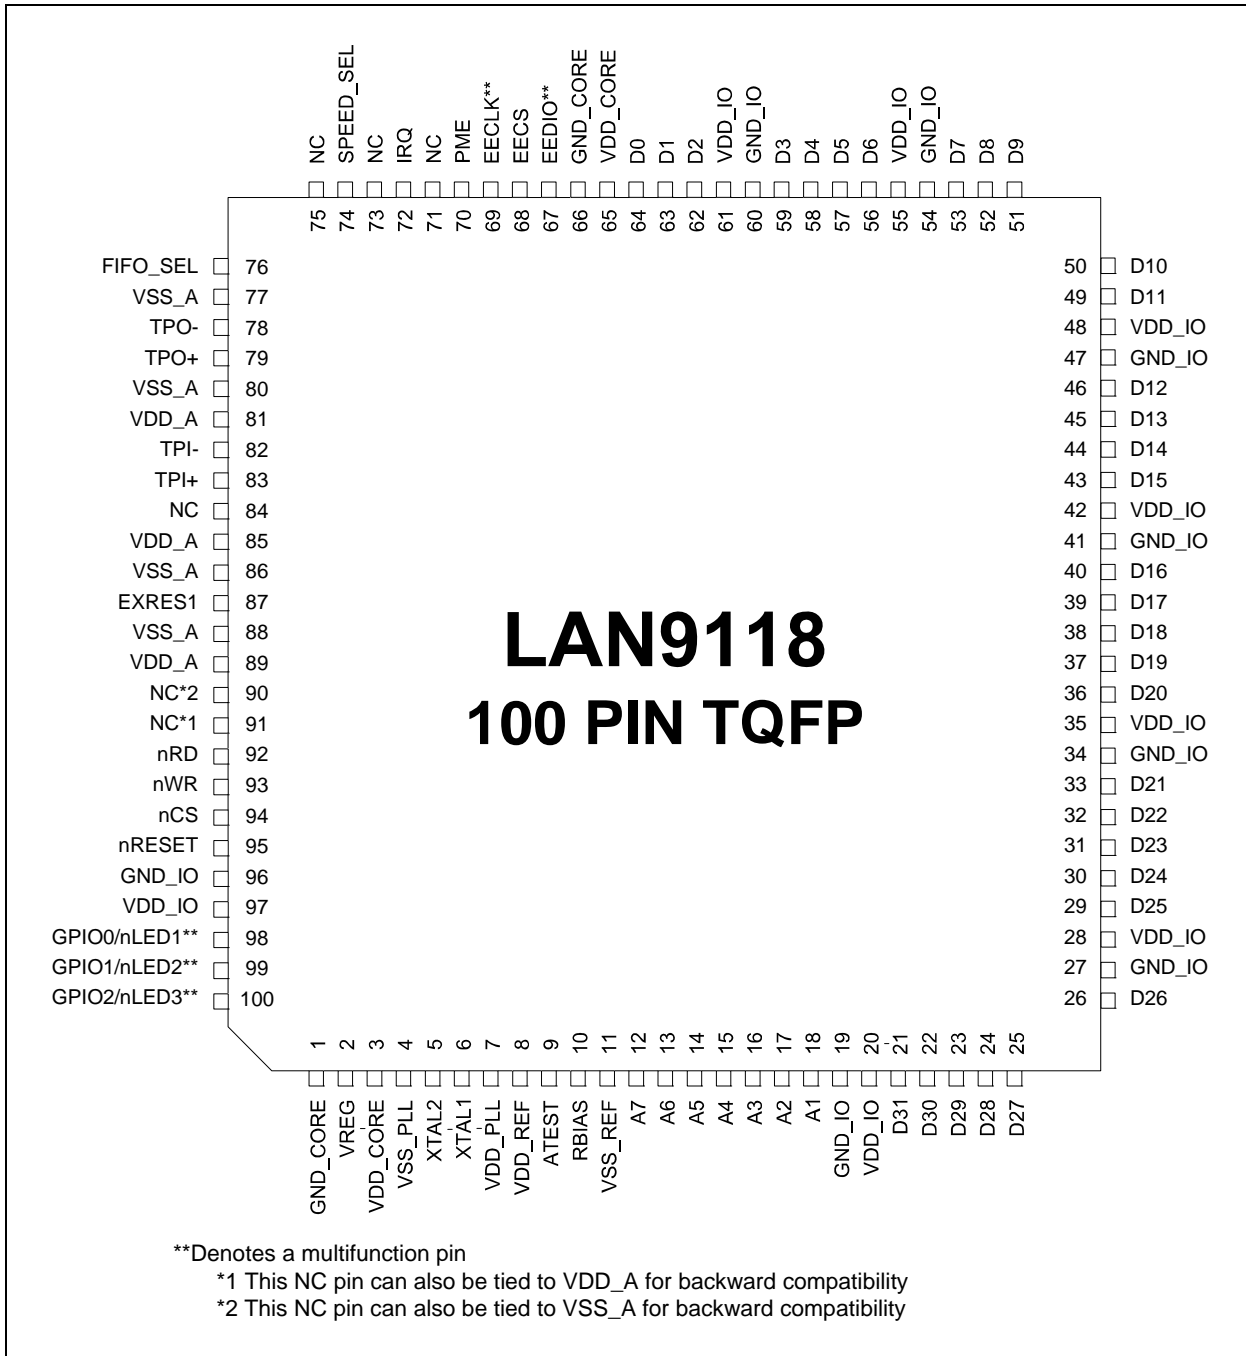 NC
SPEED_SEL
NC
IRQ
NC
PME
EECLK**
EECS
EEDIO**
GND_CORE
VDD_CORE
D0
D1
D2
VDD_IO
GND_IO
D3
D4
D5
D6
VDD_IO
GND_IO
D7
D8
D9
75 74 73 72 71 70 69 68 67 66 65 64 63 62 61 60 59 58 57 56 55 54 53 52 51
FIFO_SEL 76
VSS_A 77
TPO- 78
TPO+ 79
VSS_A 80
VDD_A 81
TPI- 82
TPI+ 83
NC 84
VDD_A 85
VSS_A 86
EXRES1 87
VSS_A 88
VDD_A 89
NC*2 90
NC*1 91
nRD 92
nWR 93
nCS 94
nRESET 95
GND_IO 96
VDD_IO 97
GPIO0/nLED1** 98
GPIO1/nLED2** 99
GPIO2/nLED3** 100
LAN9118
100 PIN TQFP
50 D10
49 D11
48 VDD_IO
47 GND_IO
46 D12
45 D13
44 D14
43 D15
42 VDD_IO
41 GND_IO
40 D16
39 D17
38 D18
37 D19
36 D20
35 VDD_IO
34 GND_IO
33 D21
32 D22
31 D23
30 D24
29 D25
28 VDD_IO
27 GND_IO
26 D26
1 2 3 4 5 6 7 8 9 10 11 12 13 14 15 16 17 18 19 20 21 22 23 24 25
GND_CORE
VREG
VDD_CORE
VSS_PLL
XTAL2
XTAL1
VDD_PLL
VDD_REF
ATEST
RBIAS
VSS_REF
A7
A6
A5
A4
A3
A2
A1
GND_IO
VDD_IO
D31
D30
D29
D28
D27
**Denotes a multifunction pin
*1 This NC pin can also be tied to VDD_A for backward compatibility
*2 This NC pin can also be tied to VSS_A for backward compatibility